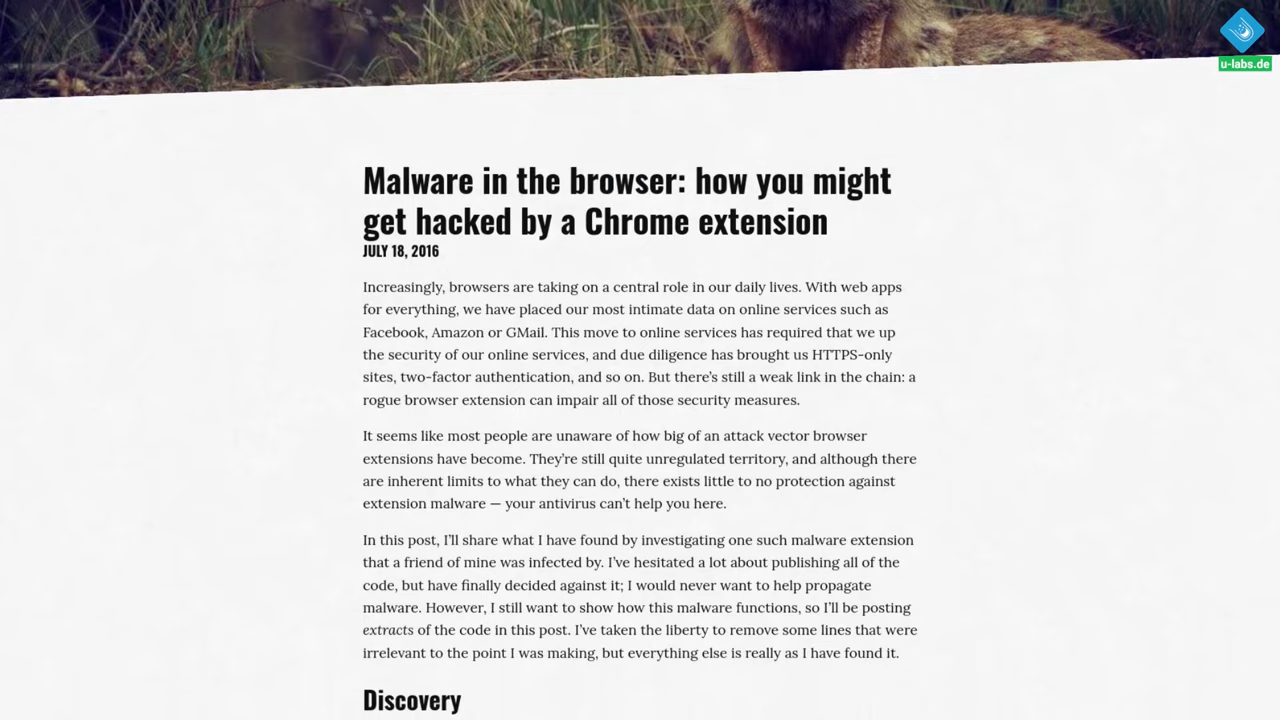 u-labs.de
Malware in the browser: how you might
get hacked by a Chrome extension
JULY 18, 2016
Increasingly, browsers are taking on a central role in our daily lives. With web apps
for everything, we have placed our most intimate data on online services such as
Facebook, Amazon or GMail. This move to online services has required that we up
the security of our online services, and due diligence has brought us HTTPS-only
sites, two-factor authentication, and so on. But there's still a weak link in the chain: a
rogue browser extension can impair all of those security measures.
It seems like most people are unaware of how big of an attack vector browser
extensions have become. They're still quite unregulated territory, and although there
are inherent limits to what they can do, there exists little to no protection against
extension malware — your antivirus can't help you here.
In this post, I'll share what I have found by investigating one such malware extension
that a friend of mine was infected by. I've hesitated a lot about publishing all of the
code, but have finally decided against it; I would never want to help propagate
malware. However, I still want to show how this malware functions, so I'll be posting
extracts of the code in this post. I've taken the liberty to remove some lines that were
irrelevant to the point I was making, but everything else is really as I have found it.
Discovery